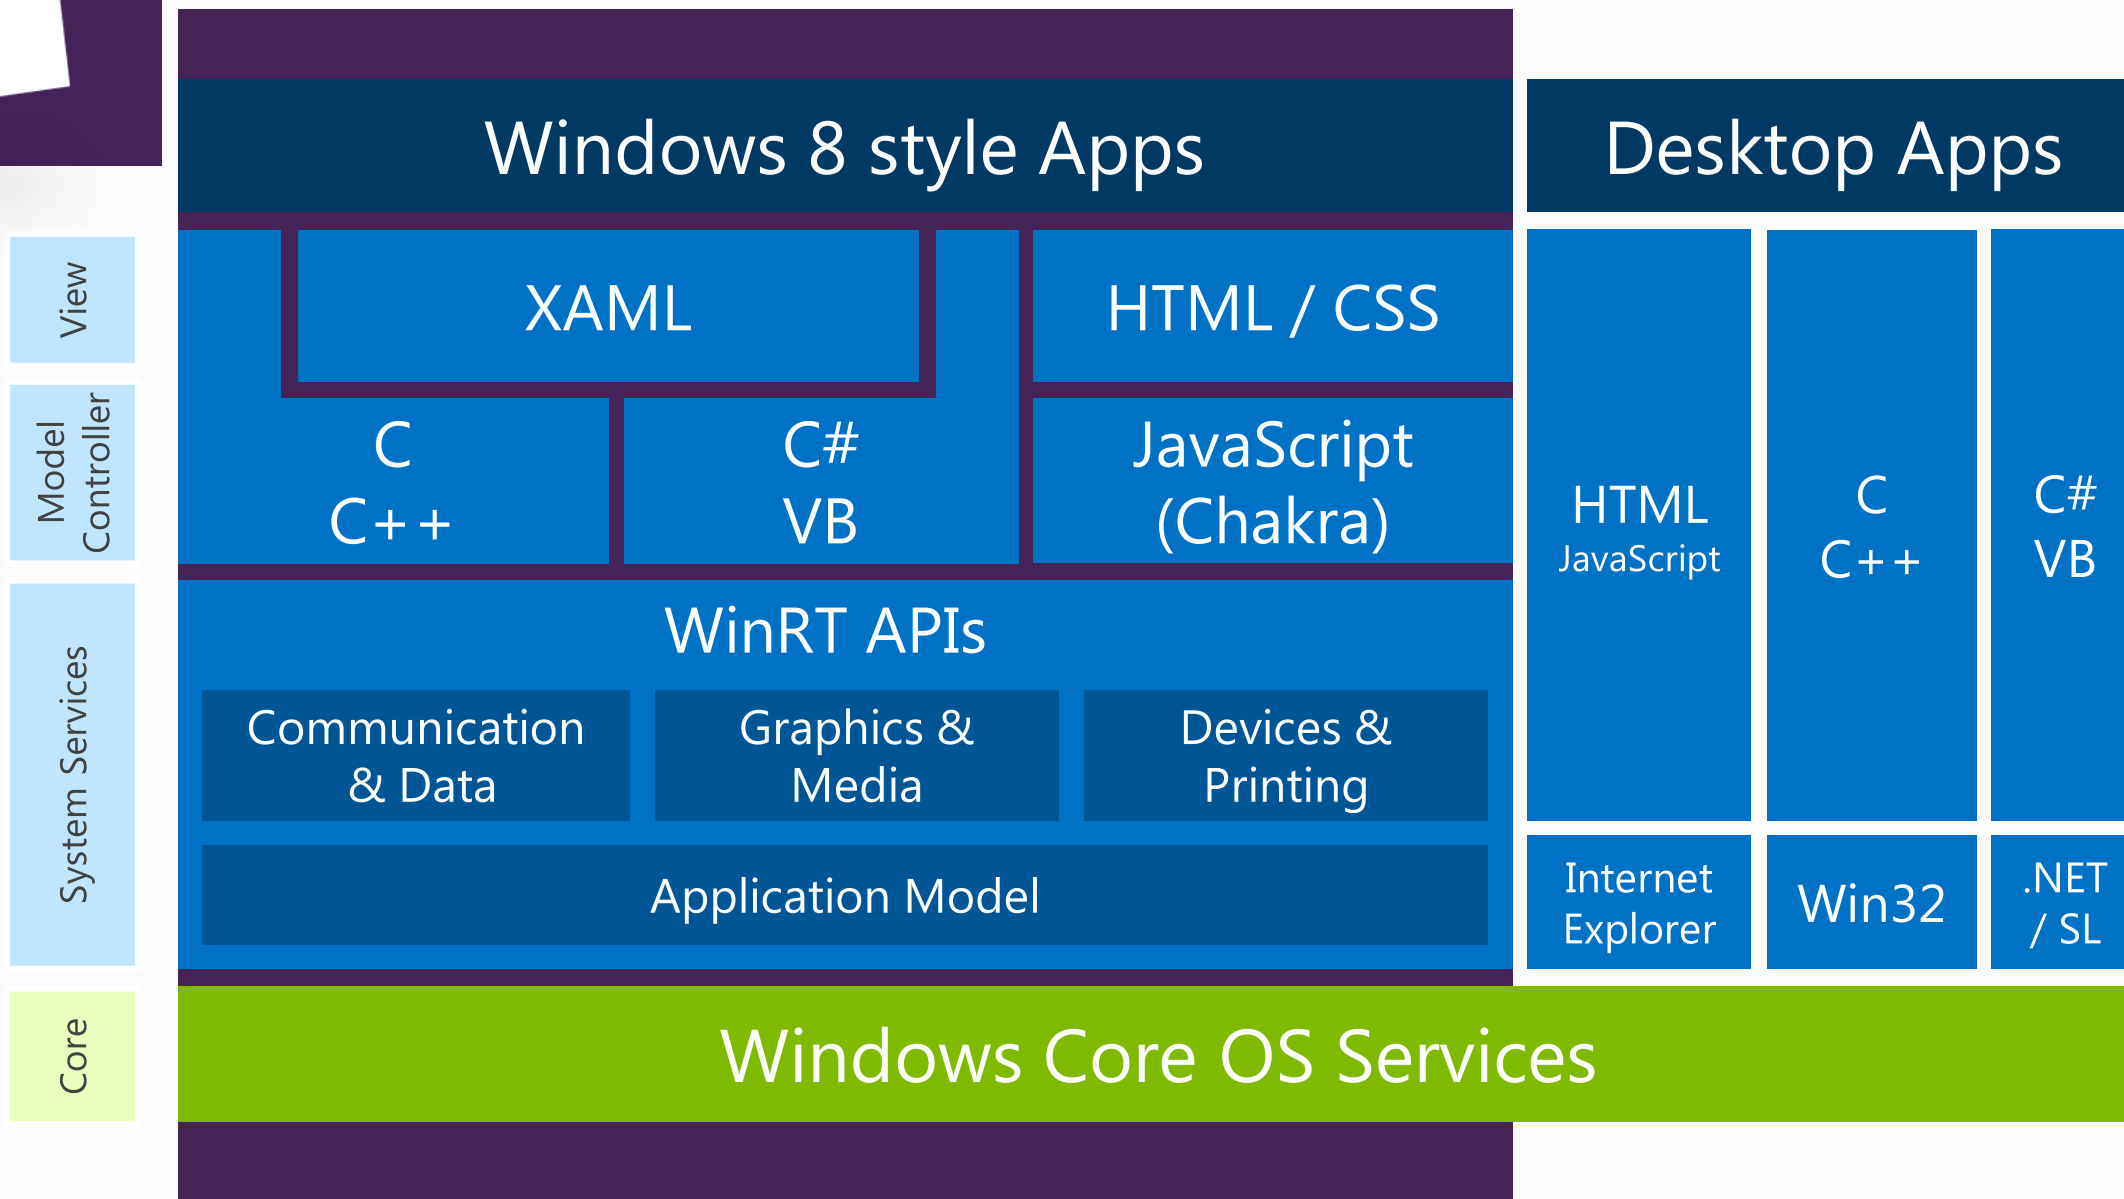 Windows 8 style Apps
Desktop Apps
View
XAML
HTML / CSS
Model
Controller
C
C++
C#
VB
JavaScript
(Chakra)
HTML
JavaScript
C
C++
C#
VB
System Services
WinRT APIs
Communication
& Data
Graphics &
Media
Devices &
Printing
Application Model
Internet
Explorer
Win32
.NET
/ SL
Core
Windows Core OS Services